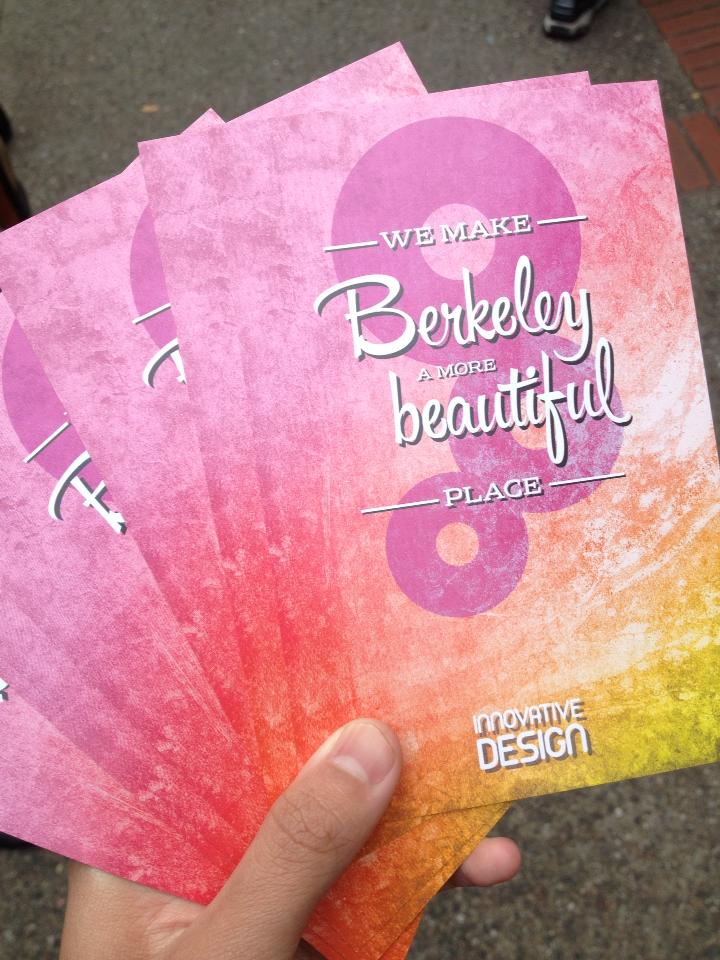 WE MAKE
Berkeley
A MORE
beautiful
PLACE
INNOVATIVE
DESIGN